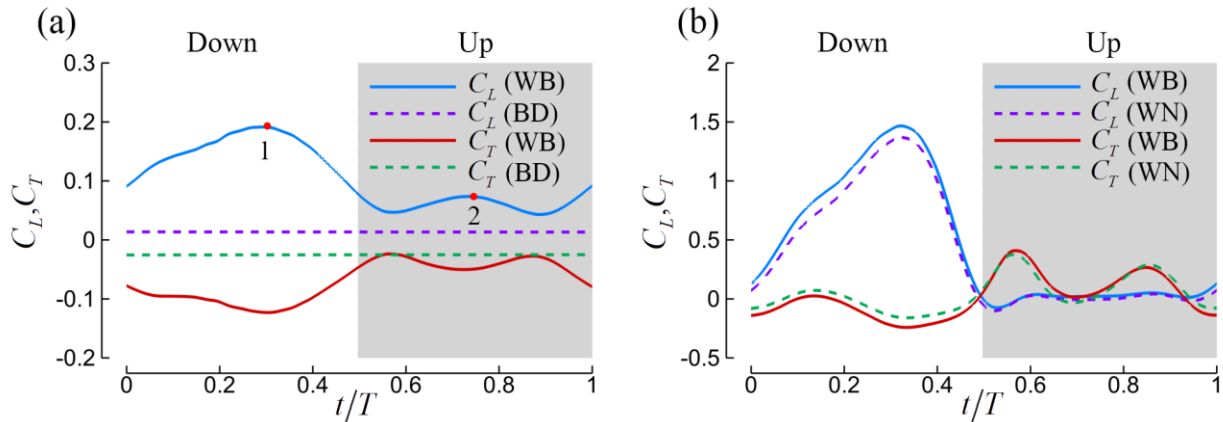 (a)
Down Up
0.3
0.2
0.1
0
-0.1
-0.2
C_L, C_T
C_L (WB)
C_L (BD)
C_T (WB)
C_T (BD)
1
2
0 0.2 0.4 0.6 0.8 1
t/T
(b)
Down Up
2
1.5
1
0.5
0
-0.5
C_L, C_T
C_L (WB)
C_L (WN)
C_T (WB)
C_T (WN)
0 0.2 0.4 0.6 0.8 1
t/T